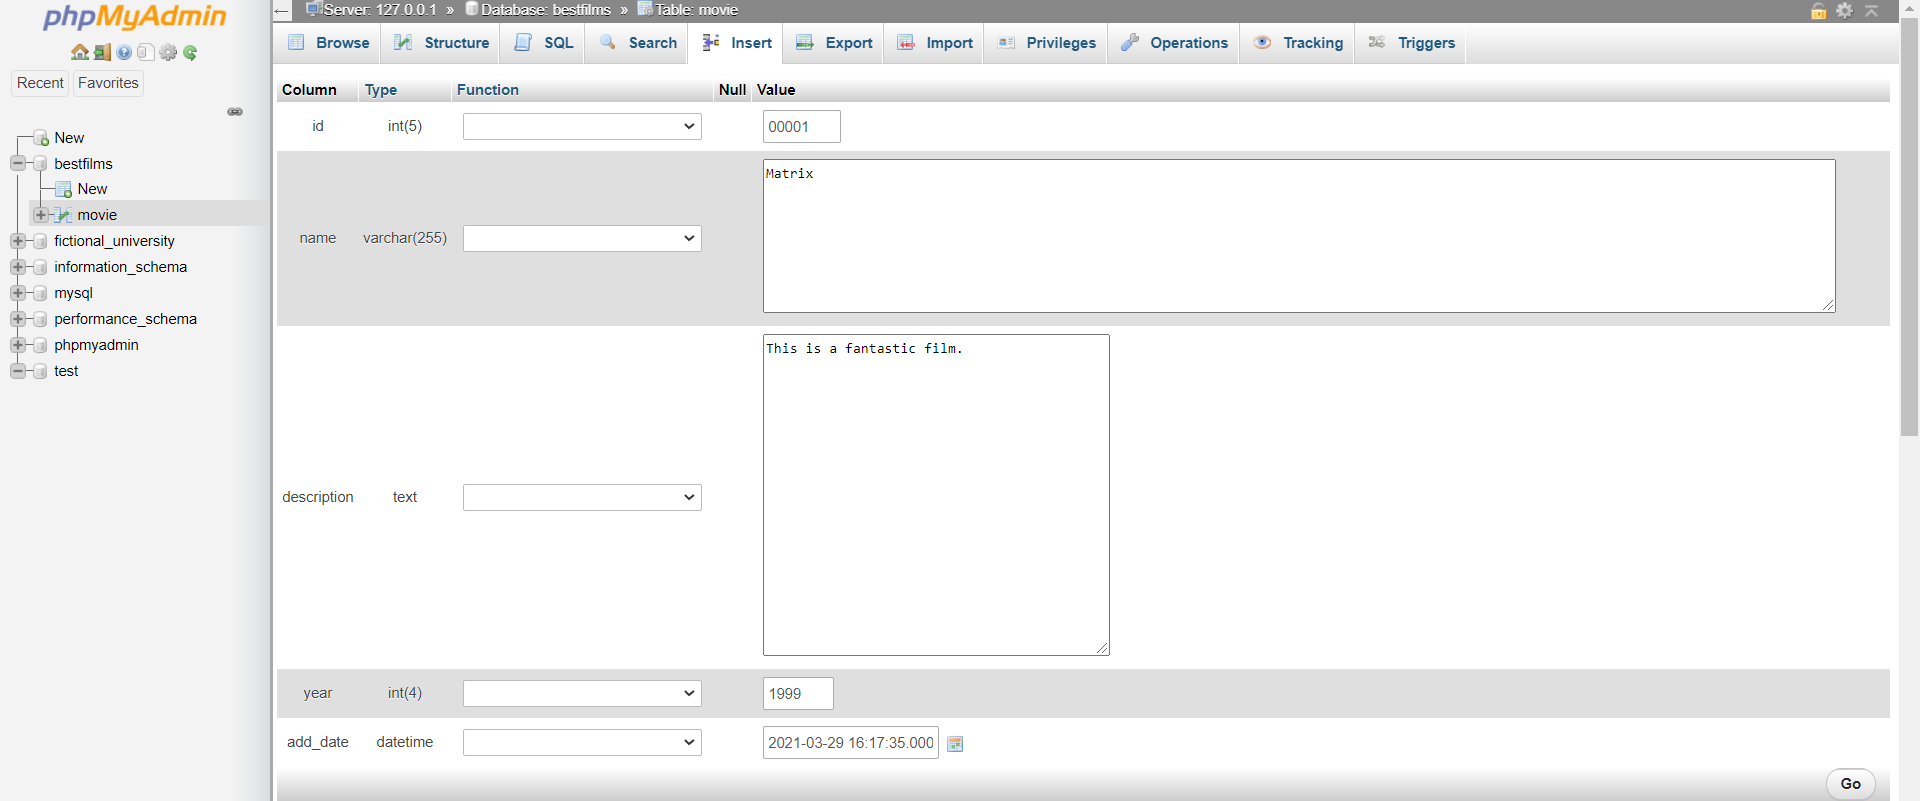 phpMyAdmin
Recent Favorites
New
bestfilms
New
movie
fictional_university
information_schema
mysql
performance_schema
phpmyadmin
test
Server: 127.0.0.1 » Database: bestfilms » Table: movie
Browse Structure SQL Search Insert Export Import Privileges Operations Tracking Triggers
Column Type Function Null Value
id int(5) 00001
name varchar(255) Matrix
description text This is a fantastic film.
year int(4) 1999
add_date datetime 2021-03-29 16:17:35.000
Go